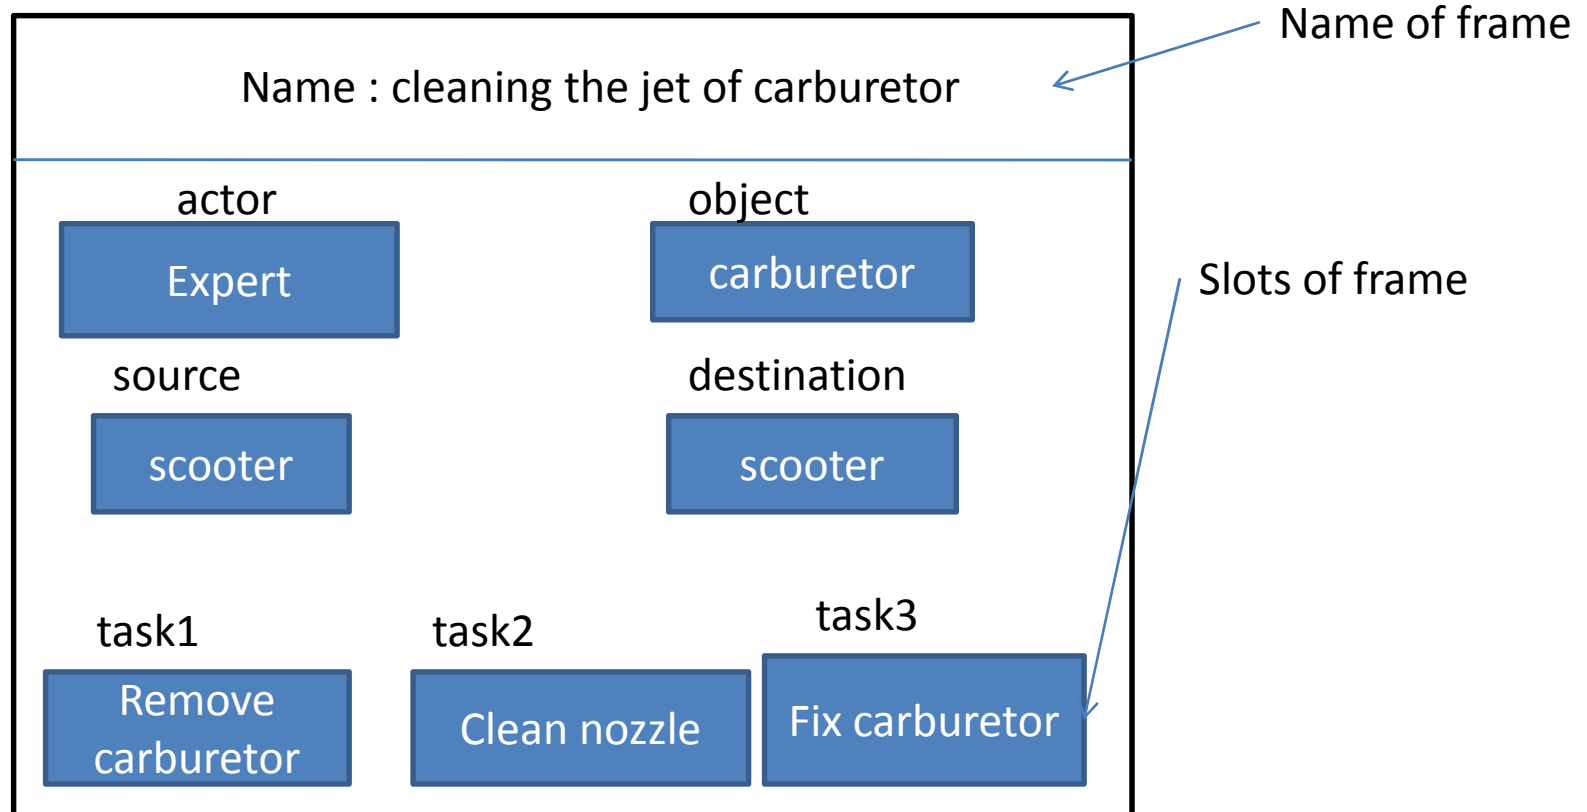 Name of frame
Name : cleaning the jet of carburetor
actor
object
Expert
carburetor
Slots of frame
source
destination
scooter
scooter
task1
task2
task3
Remove
carburetor
Clean nozzle
Fix carburetor